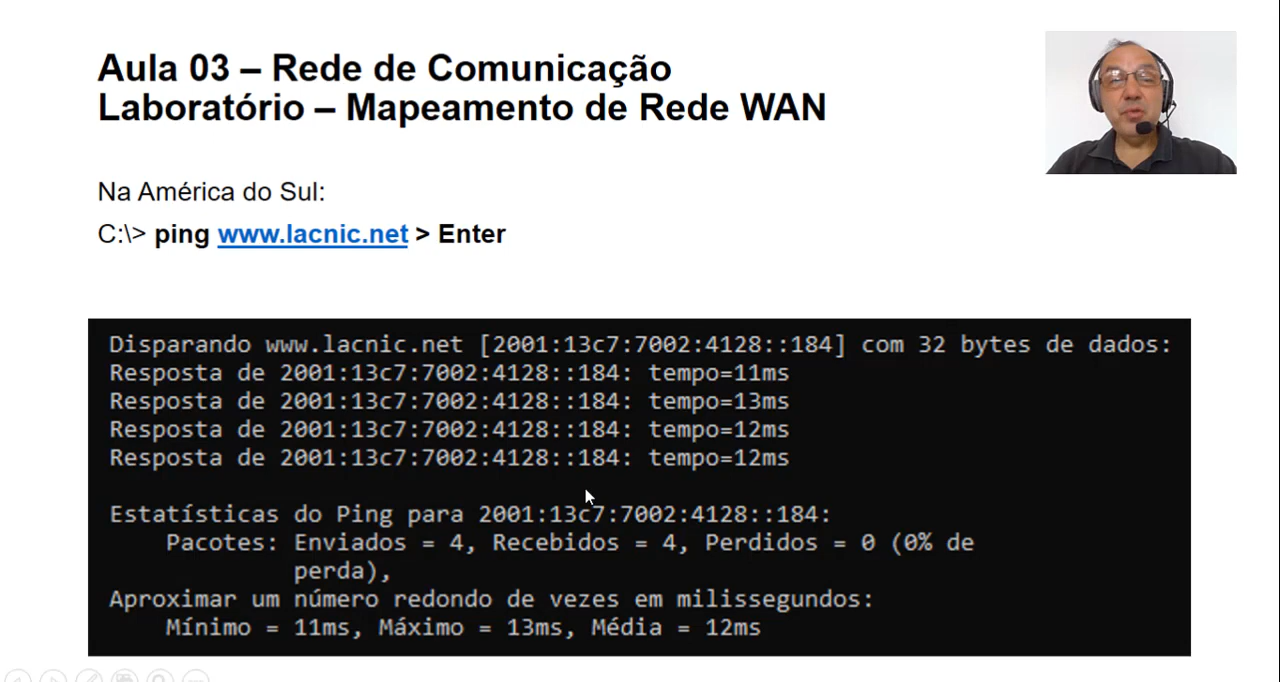 Aula 03 – Rede de Comunicação
Laboratório – Mapeamento de Rede WAN
Na América do Sul:
C:\> ping www.lacnic.net > Enter
Disparando www.lacnic.net [2001:13c7:7002:4128::184] com 32 bytes de dados:
Resposta de 2001:13c7:7002:4128::184: tempo=11ms
Resposta de 2001:13c7:7002:4128::184: tempo=13ms
Resposta de 2001:13c7:7002:4128::184: tempo=12ms
Resposta de 2001:13c7:7002:4128::184: tempo=12ms
Estatísticas do Ping para 2001:13c7:7002:4128::184:
Pacotes: Enviados = 4, Recebidos = 4, Perdidos = 0 (0% de
perda),
Aproximar um número redondo de vezes em milissegundos:
Mínimo = 11ms, Máximo = 13ms, Média = 12ms